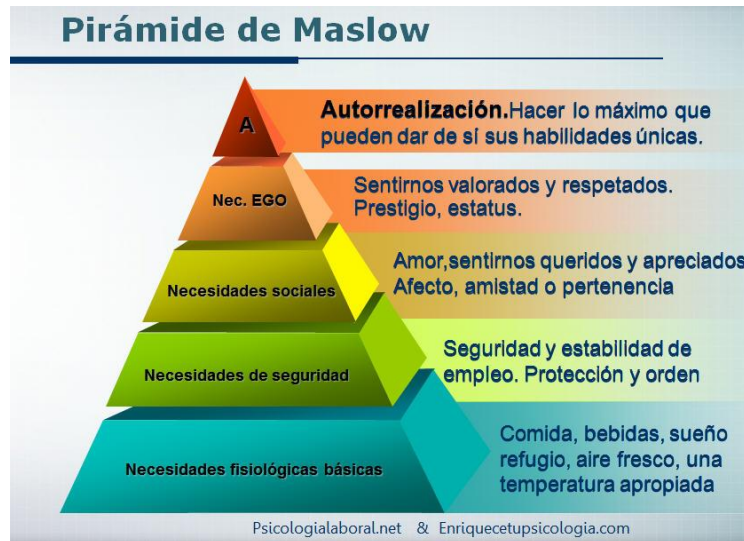 Pirámide de Maslow
A
Autorrealización.Hacer lo máximo que
pueden dar de sí sus habilidades únicas.
Nec. EGO
Sentirnos valorados y respetados.
Prestigio, estatus.
Necesidades sociales
Amor,sentirnos queridos y apreciados
Afecto, amistad o pertenencia
Necesidades de seguridad
Seguridad y estabilidad de
empleo. Protección y orden
Necesidades fisiológicas básicas
Comida, bebidas, sueño
refugio, aire fresco, una
temperatura apropiada
Psicologialaboral.net & Enriquecetupsicologia.com